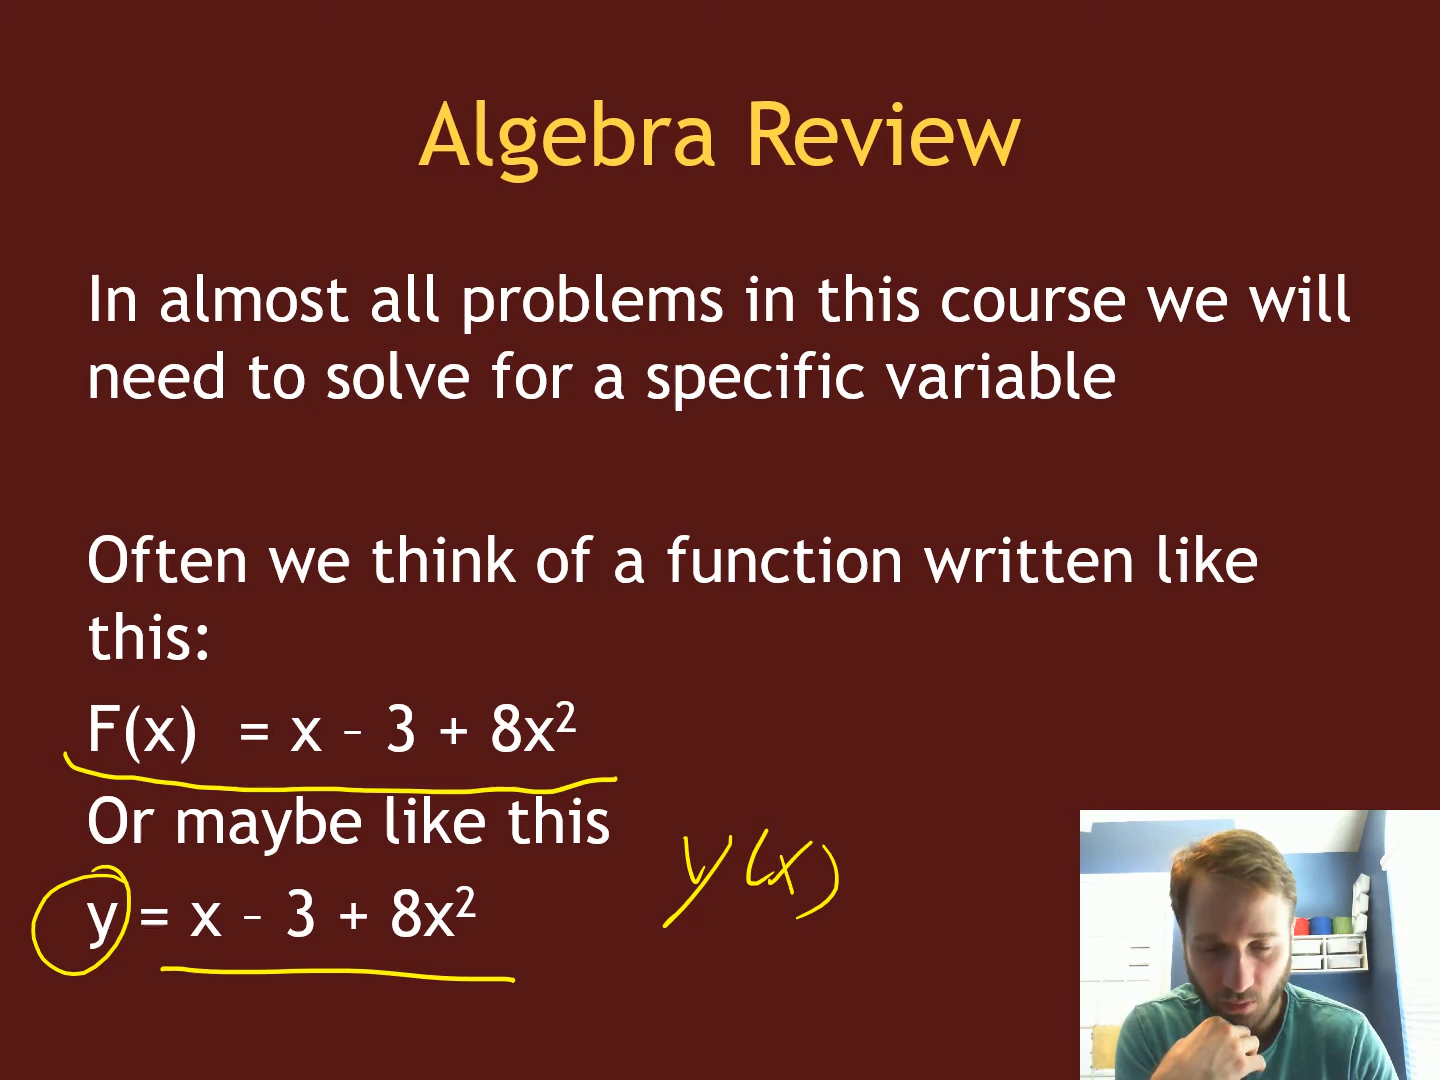 Algebra Review
In almost all problems in this course we will
need to solve for a specific variable
Often we think of a function written like
this:
F(x) = x – 3 + 8x²
Or maybe like this
y(x)
y = x – 3 + 8x²